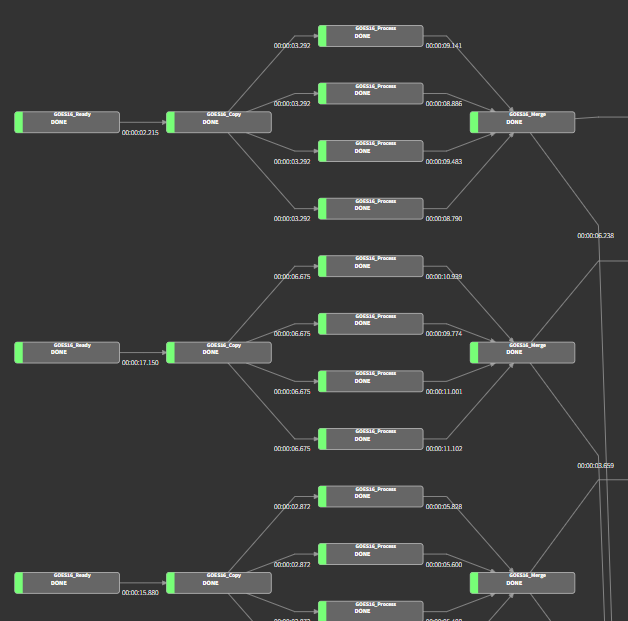 GOES16_Process
DONE
00:00:03.292
00:00:09.141
GOES16_Process
DONE
00:00:03.292
00:00:08.886
GOES16_Ready
DONE
00:00:02.215
GOES16_Copy
DONE
GOES16_Merge
DONE
GOES16_Process
DONE
00:00:03.292
00:00:09.483
GOES16_Process
DONE
00:00:03.292
00:00:08.790
00:00:06.238
GOES16_Process
DONE
00:00:06.675
00:00:10.939
GOES16_Process
DONE
00:00:06.675
00:00:09.774
GOES16_Ready
DONE
00:00:17.150
GOES16_Copy
DONE
GOES16_Merge
DONE
GOES16_Process
DONE
00:00:06.675
00:00:11.001
GOES16_Process
DONE
00:00:06.675
00:00:11.102
00:00:03.659
GOES16_Process
DONE
00:00:02.872
00:00:05.828
GOES16_Process
DONE
00:00:02.872
00:00:05.600
GOES16_Ready
DONE
00:00:15.880
GOES16_Copy
DONE
GOES16_Merge
DONE
GOES16_Process
DONE